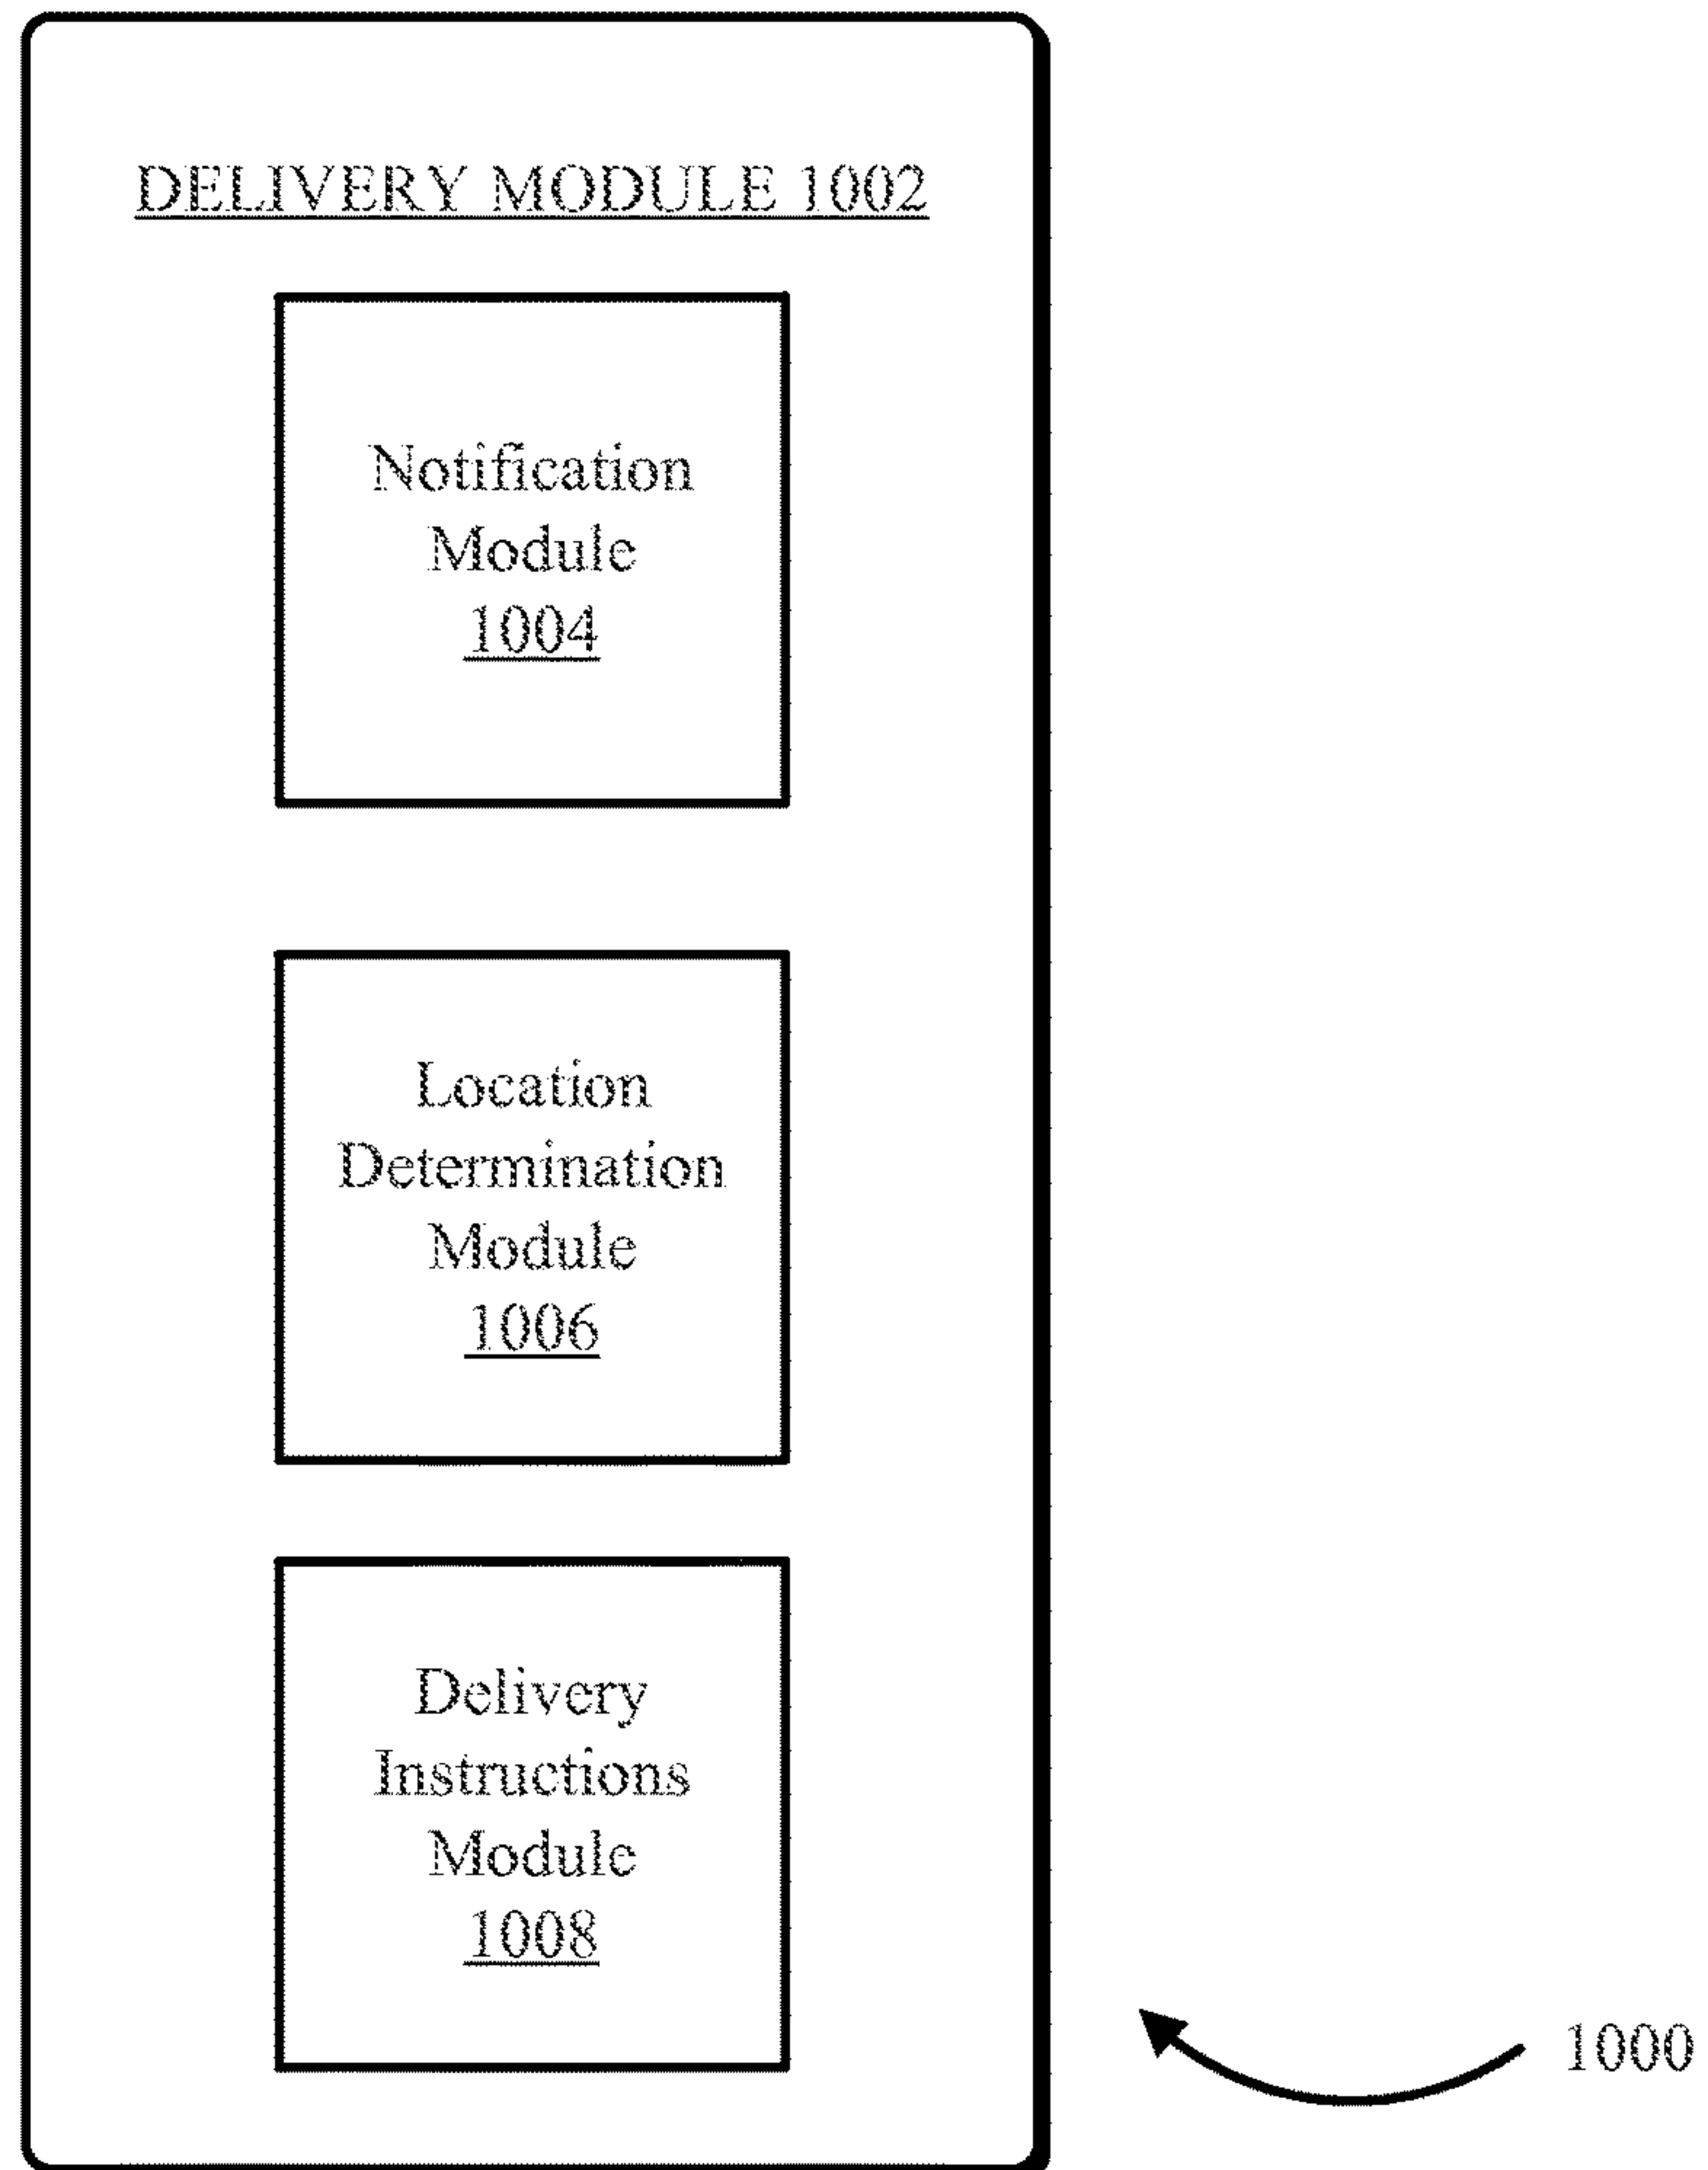 DELIVERY MODULE 1002
Notification
Module
1004
Location
Determination
Module
1006
Delivery
Instructions
Module
1008
1000